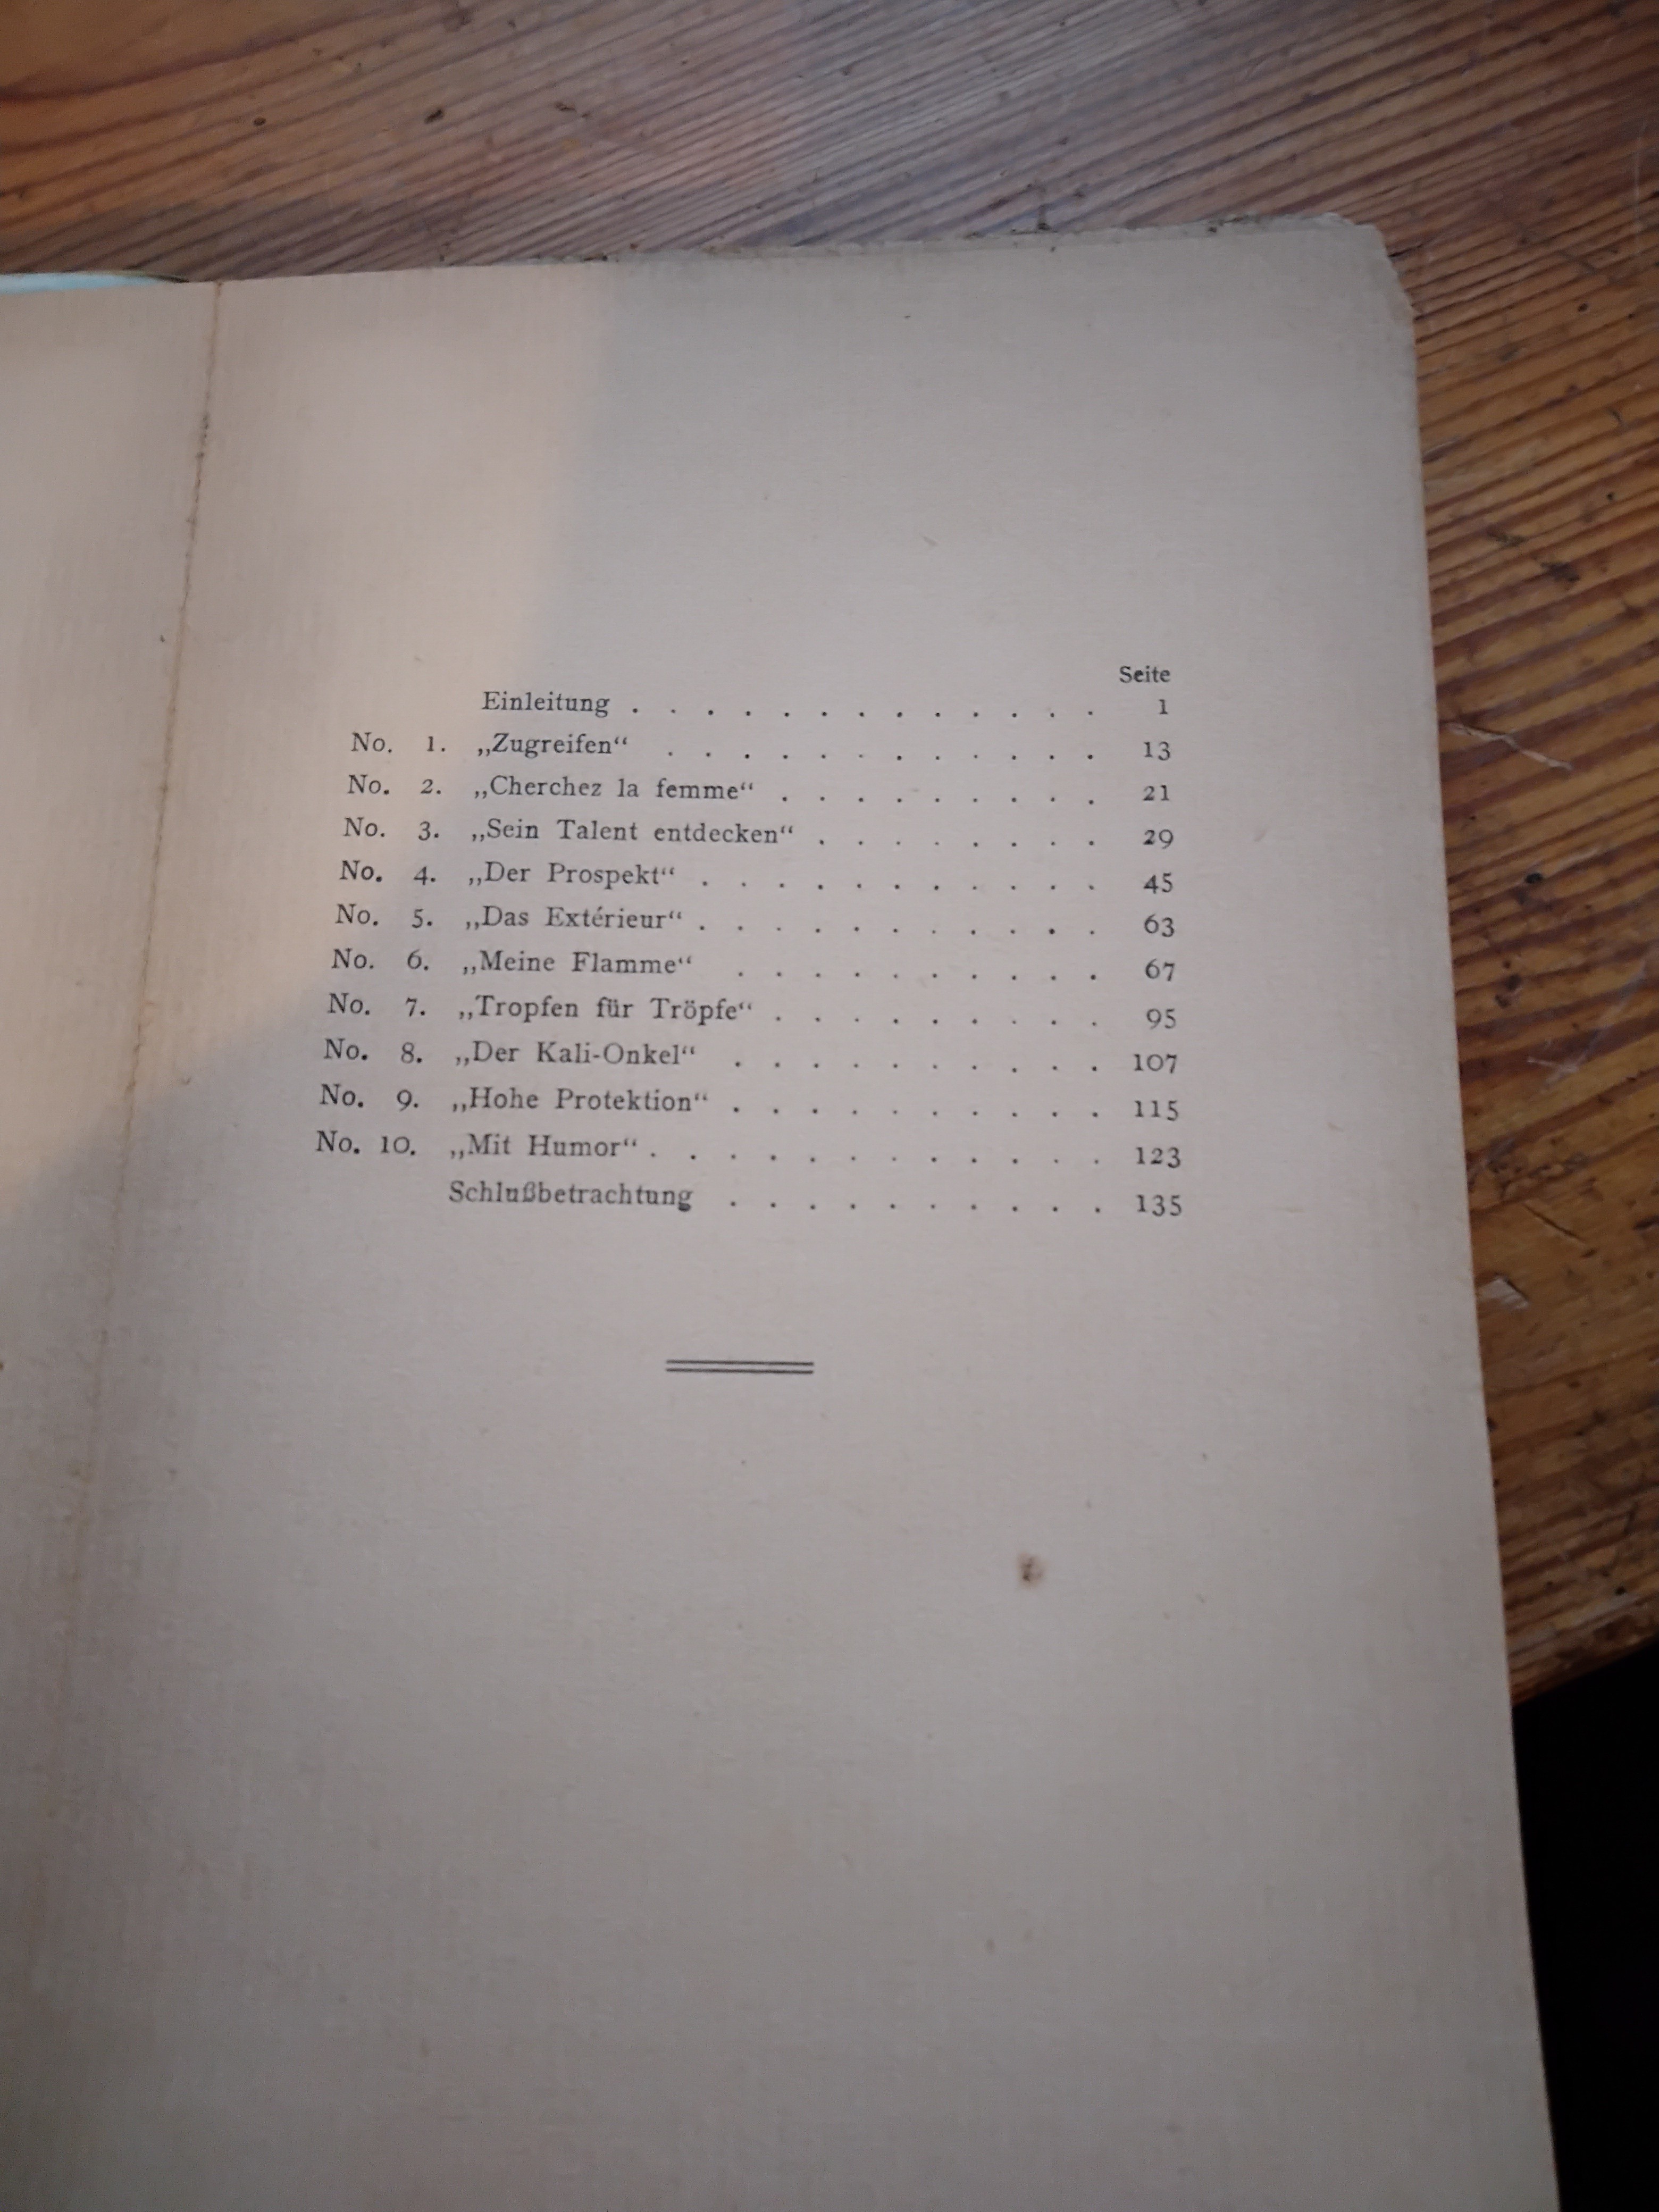 Seite
Einleitung . . . . . . . . . . . . . 1
No. 1. „Zugreifen“ . . . . . . . . . . . . 13
No. 2. „Cherchez la femme“ . . . . . . . . . 21
No. 3. „Sein Talent entdecken“ . . . . . . . . 29
No. 4. „Der Prospekt“ . . . . . . . . . . . 45
No. 5. „Das Extérieur“ . . . . . . . . . . . 63
No. 6. „Meine Flamme“ . . . . . . . . . . 67
No. 7. „Tropfen für Tröpfe“ . . . . . . . . . 95
No. 8. „Der Kali-Onkel“ . . . . . . . . . . 107
No. 9. „Hohe Protektion“ . . . . . . . . . . 115
No. 10. „Mit Humor“ . . . . . . . . . . . . 123
Schlußbetrachtung . . . . . . . . . . 135